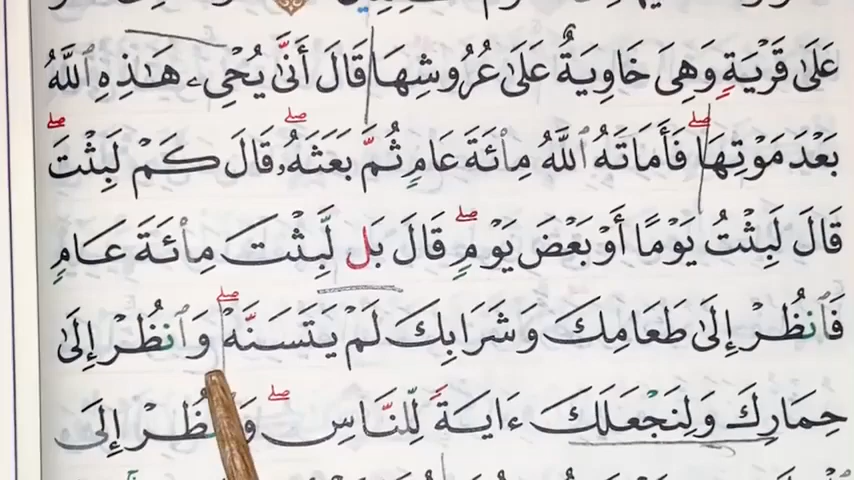 عَلَىٰ قَرْيَةٍ وَهِىَ خَاوِيَةٌ عَلَىٰ عُرُوشِهَا قَالَ أَنَّىٰ يُحْىِۦ هَـٰذِهِ ٱللَّهُ
بَعْدَ مَوْتِهَا ۖ فَأَمَاتَهُ ٱللَّهُ مِا۟ئَةَ عَامٍ ثُمَّ بَعَثَهُۥ ۖ قَالَ كَمْ لَبِثْتَ ۖ
قَالَ لَبِثْتُ يَوْمًا أَوْ بَعْضَ يَوْمٍ ۖ قَالَ بَل لَّبِثْتَ مِا۟ئَةَ عَامٍ
فَٱنظُرْ إِلَىٰ طَعَامِكَ وَشَرَابِكَ لَمْ يَتَسَنَّهْ ۖ وَٱنظُرْ إِلَىٰ
حِمَارِكَ وَلِنَجْعَلَكَ ءَايَةً لِّلنَّاسِ ۖ وَٱنظُرْ إِلَى